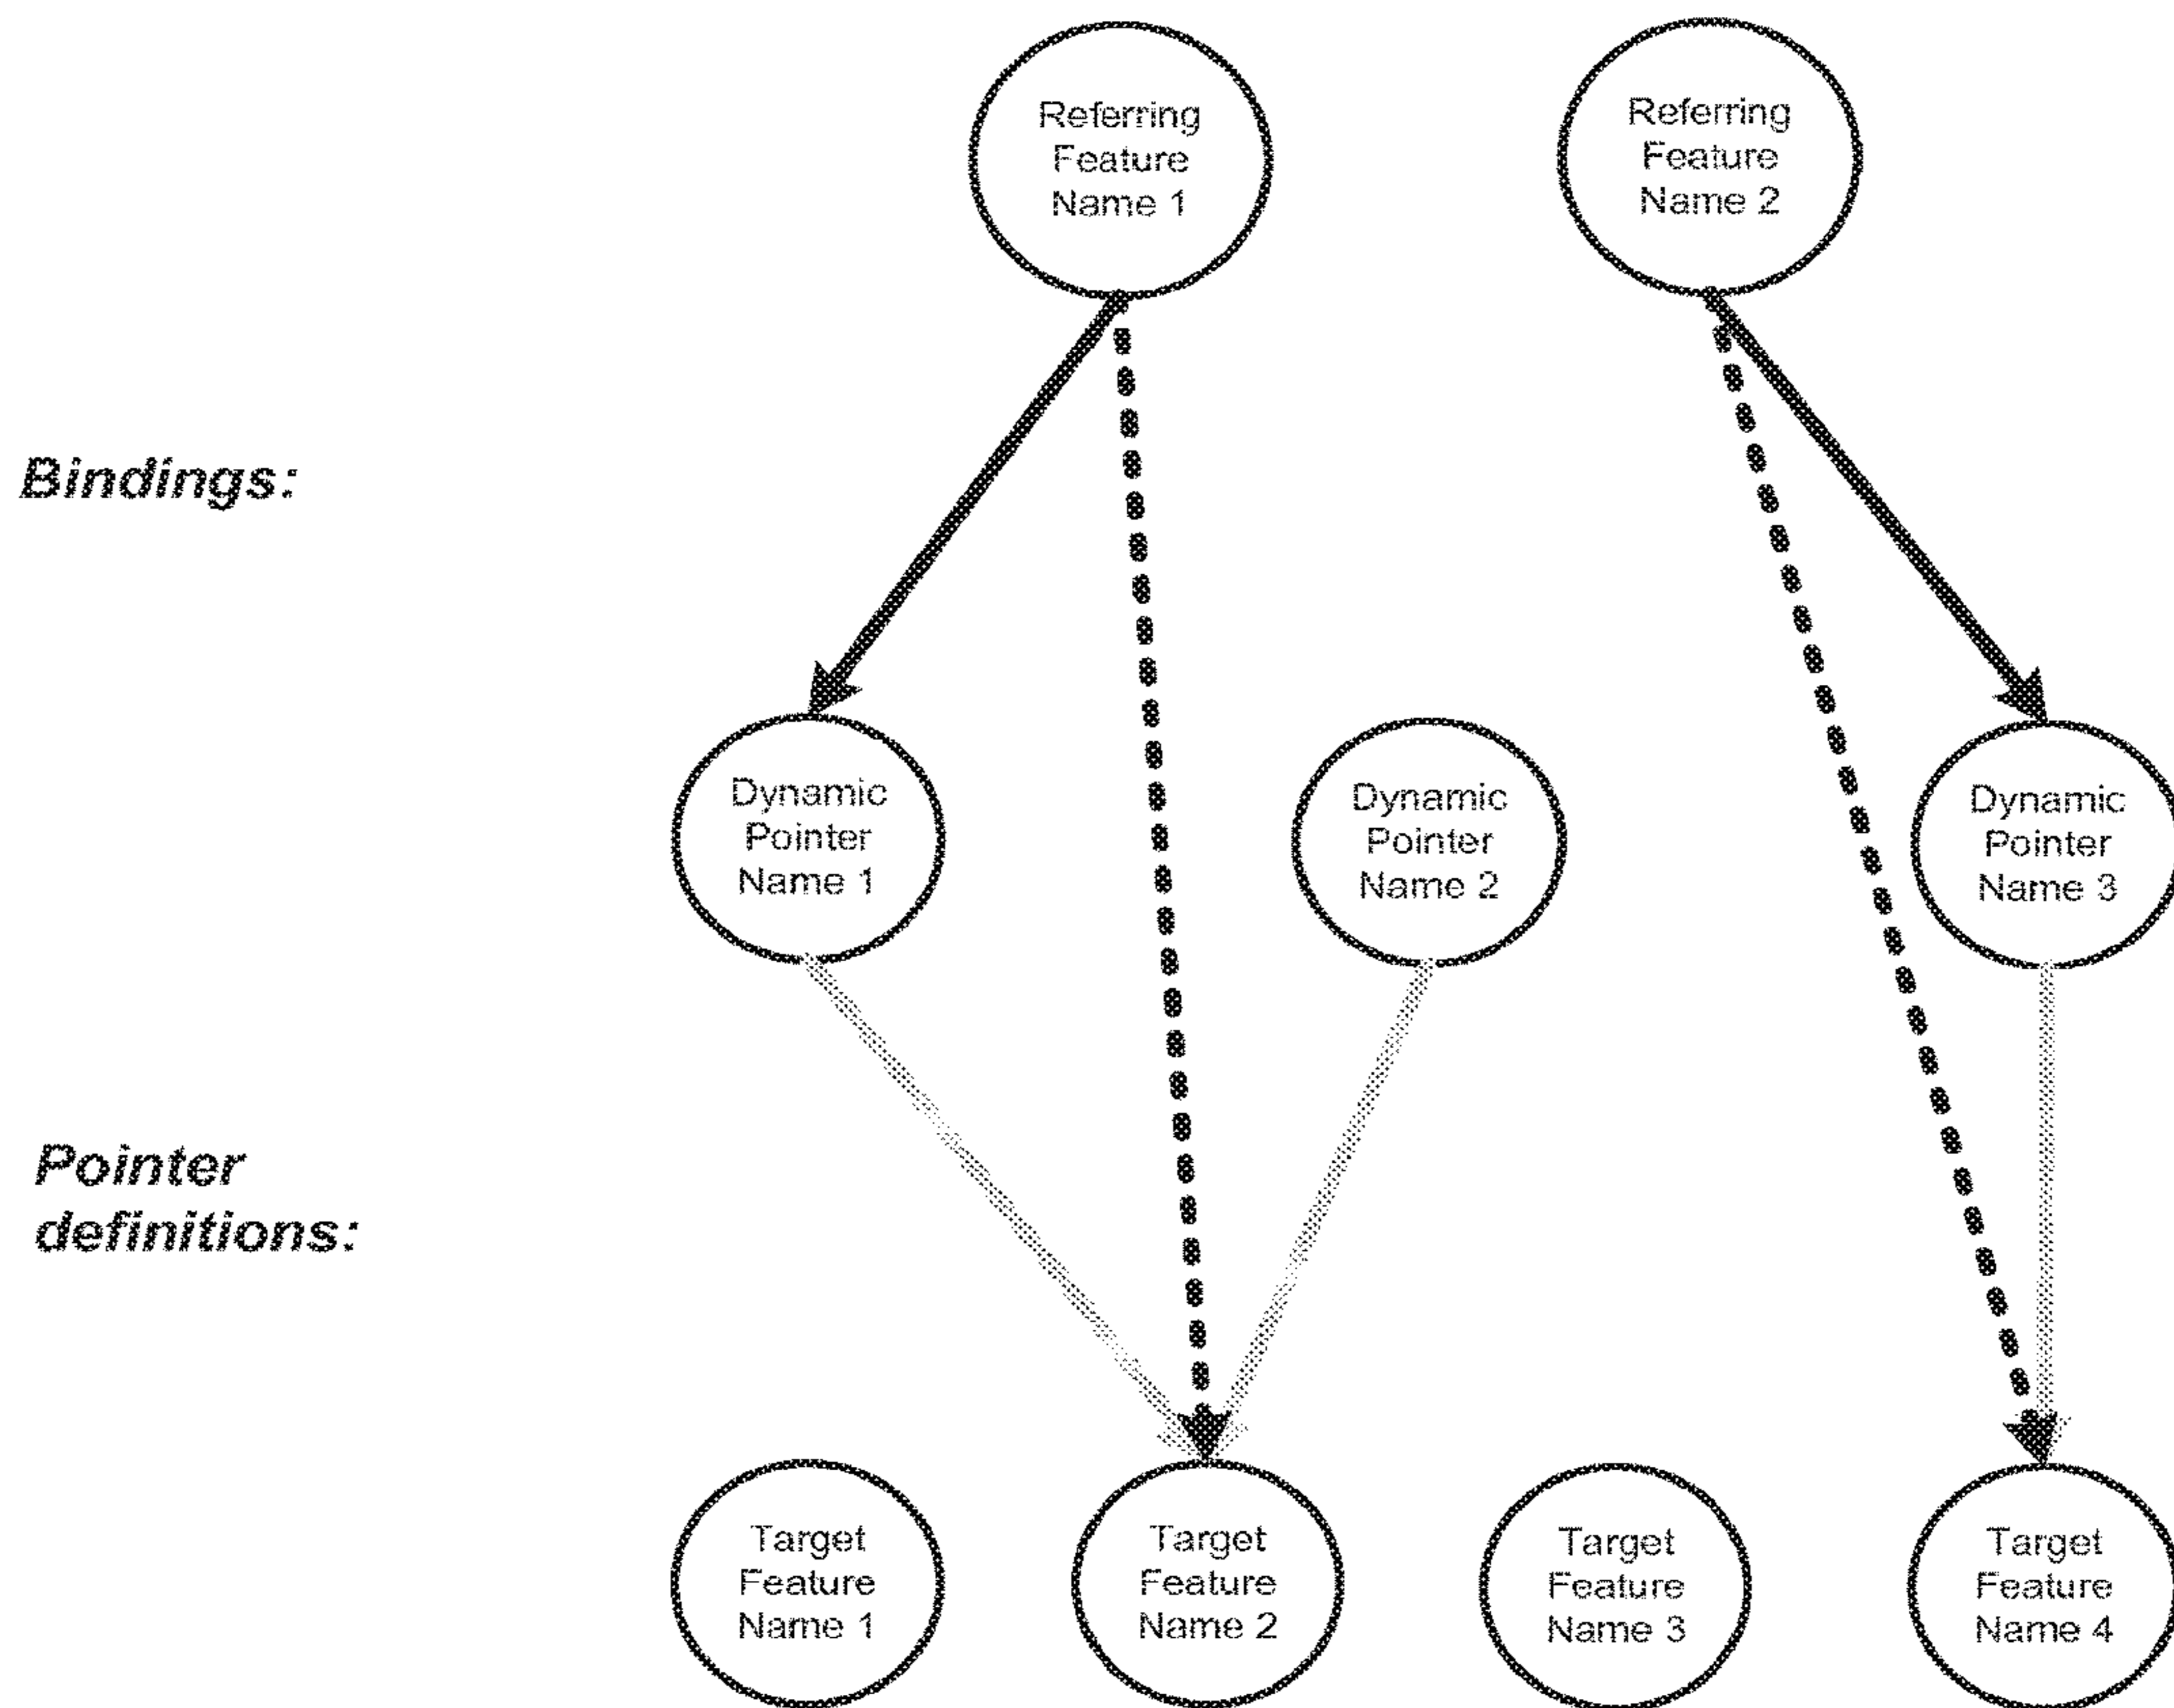 Referring
Feature
Name 1
Referring
Feature
Name 2
Bindings:
Dynamic
Pointer
Name 1
Dynamic
Pointer
Name 2
Dynamic
Pointer
Name 3
Pointer
definitions:
Target
Feature
Name 1
Target
Feature
Name 2
Target
Feature
Name 3
Target
Feature
Name 4